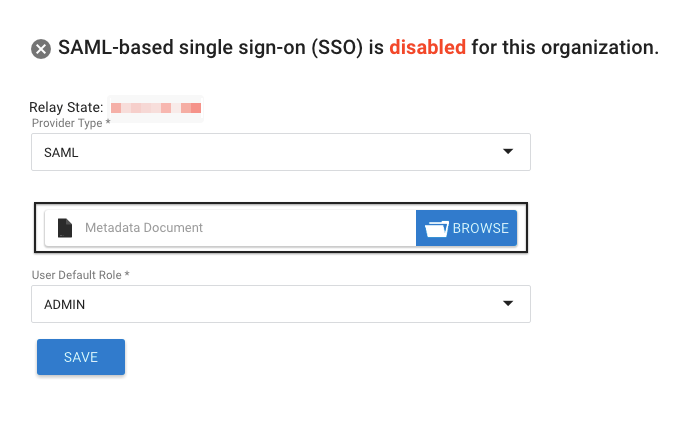 SAML-based single sign-on (SSO) is disabled for this organization.
Relay State:
Provider Type *
SAML
Metadata Document
BROWSE
User Default Role *
ADMIN
SAVE